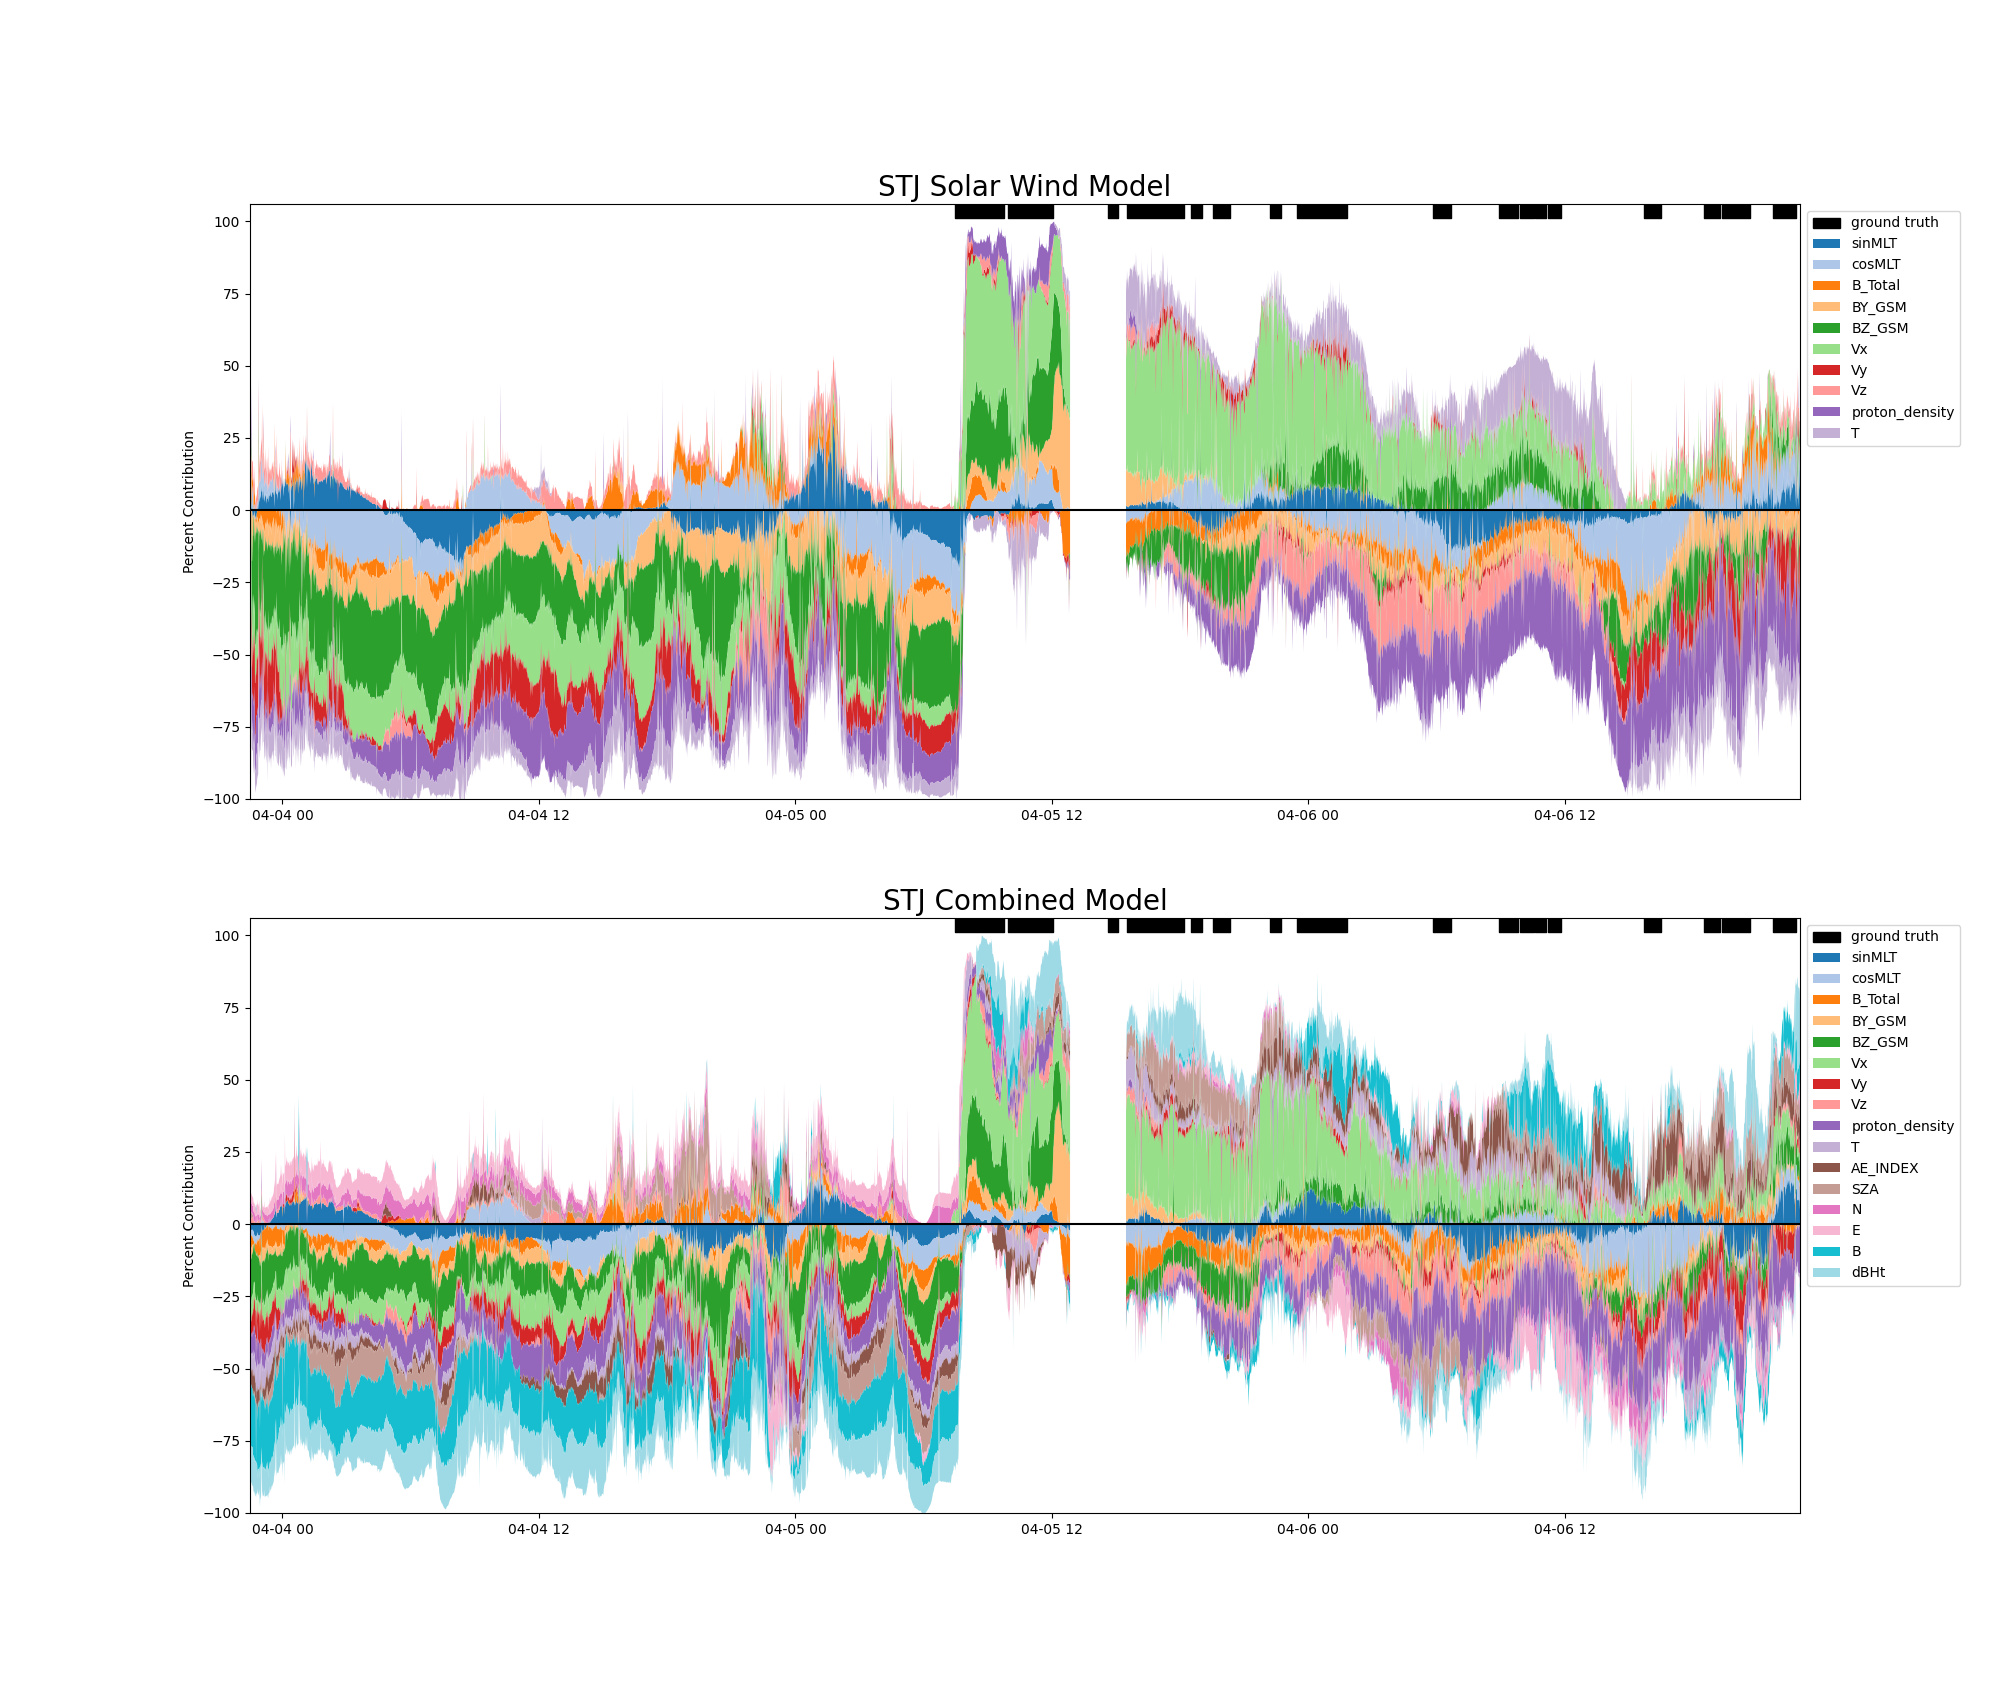 STJ Solar Wind Model
Percent Contribution
100
75
50
25
0
−25
−50
−75
−100
04-04 00
04-04 12
04-05 00
04-05 12
04-06 00
04-06 12
ground truth
sinMLT
cosMLT
B_Total
BY_GSM
BZ_GSM
Vx
Vy
Vz
proton_density
T
STJ Combined Model
Percent Contribution
100
75
50
25
0
−25
−50
−75
−100
04-04 00
04-04 12
04-05 00
04-05 12
04-06 00
04-06 12
ground truth
sinMLT
cosMLT
B_Total
BY_GSM
BZ_GSM
Vx
Vy
Vz
proton_density
T
AE_INDEX
SZA
N
E
B
dBHt